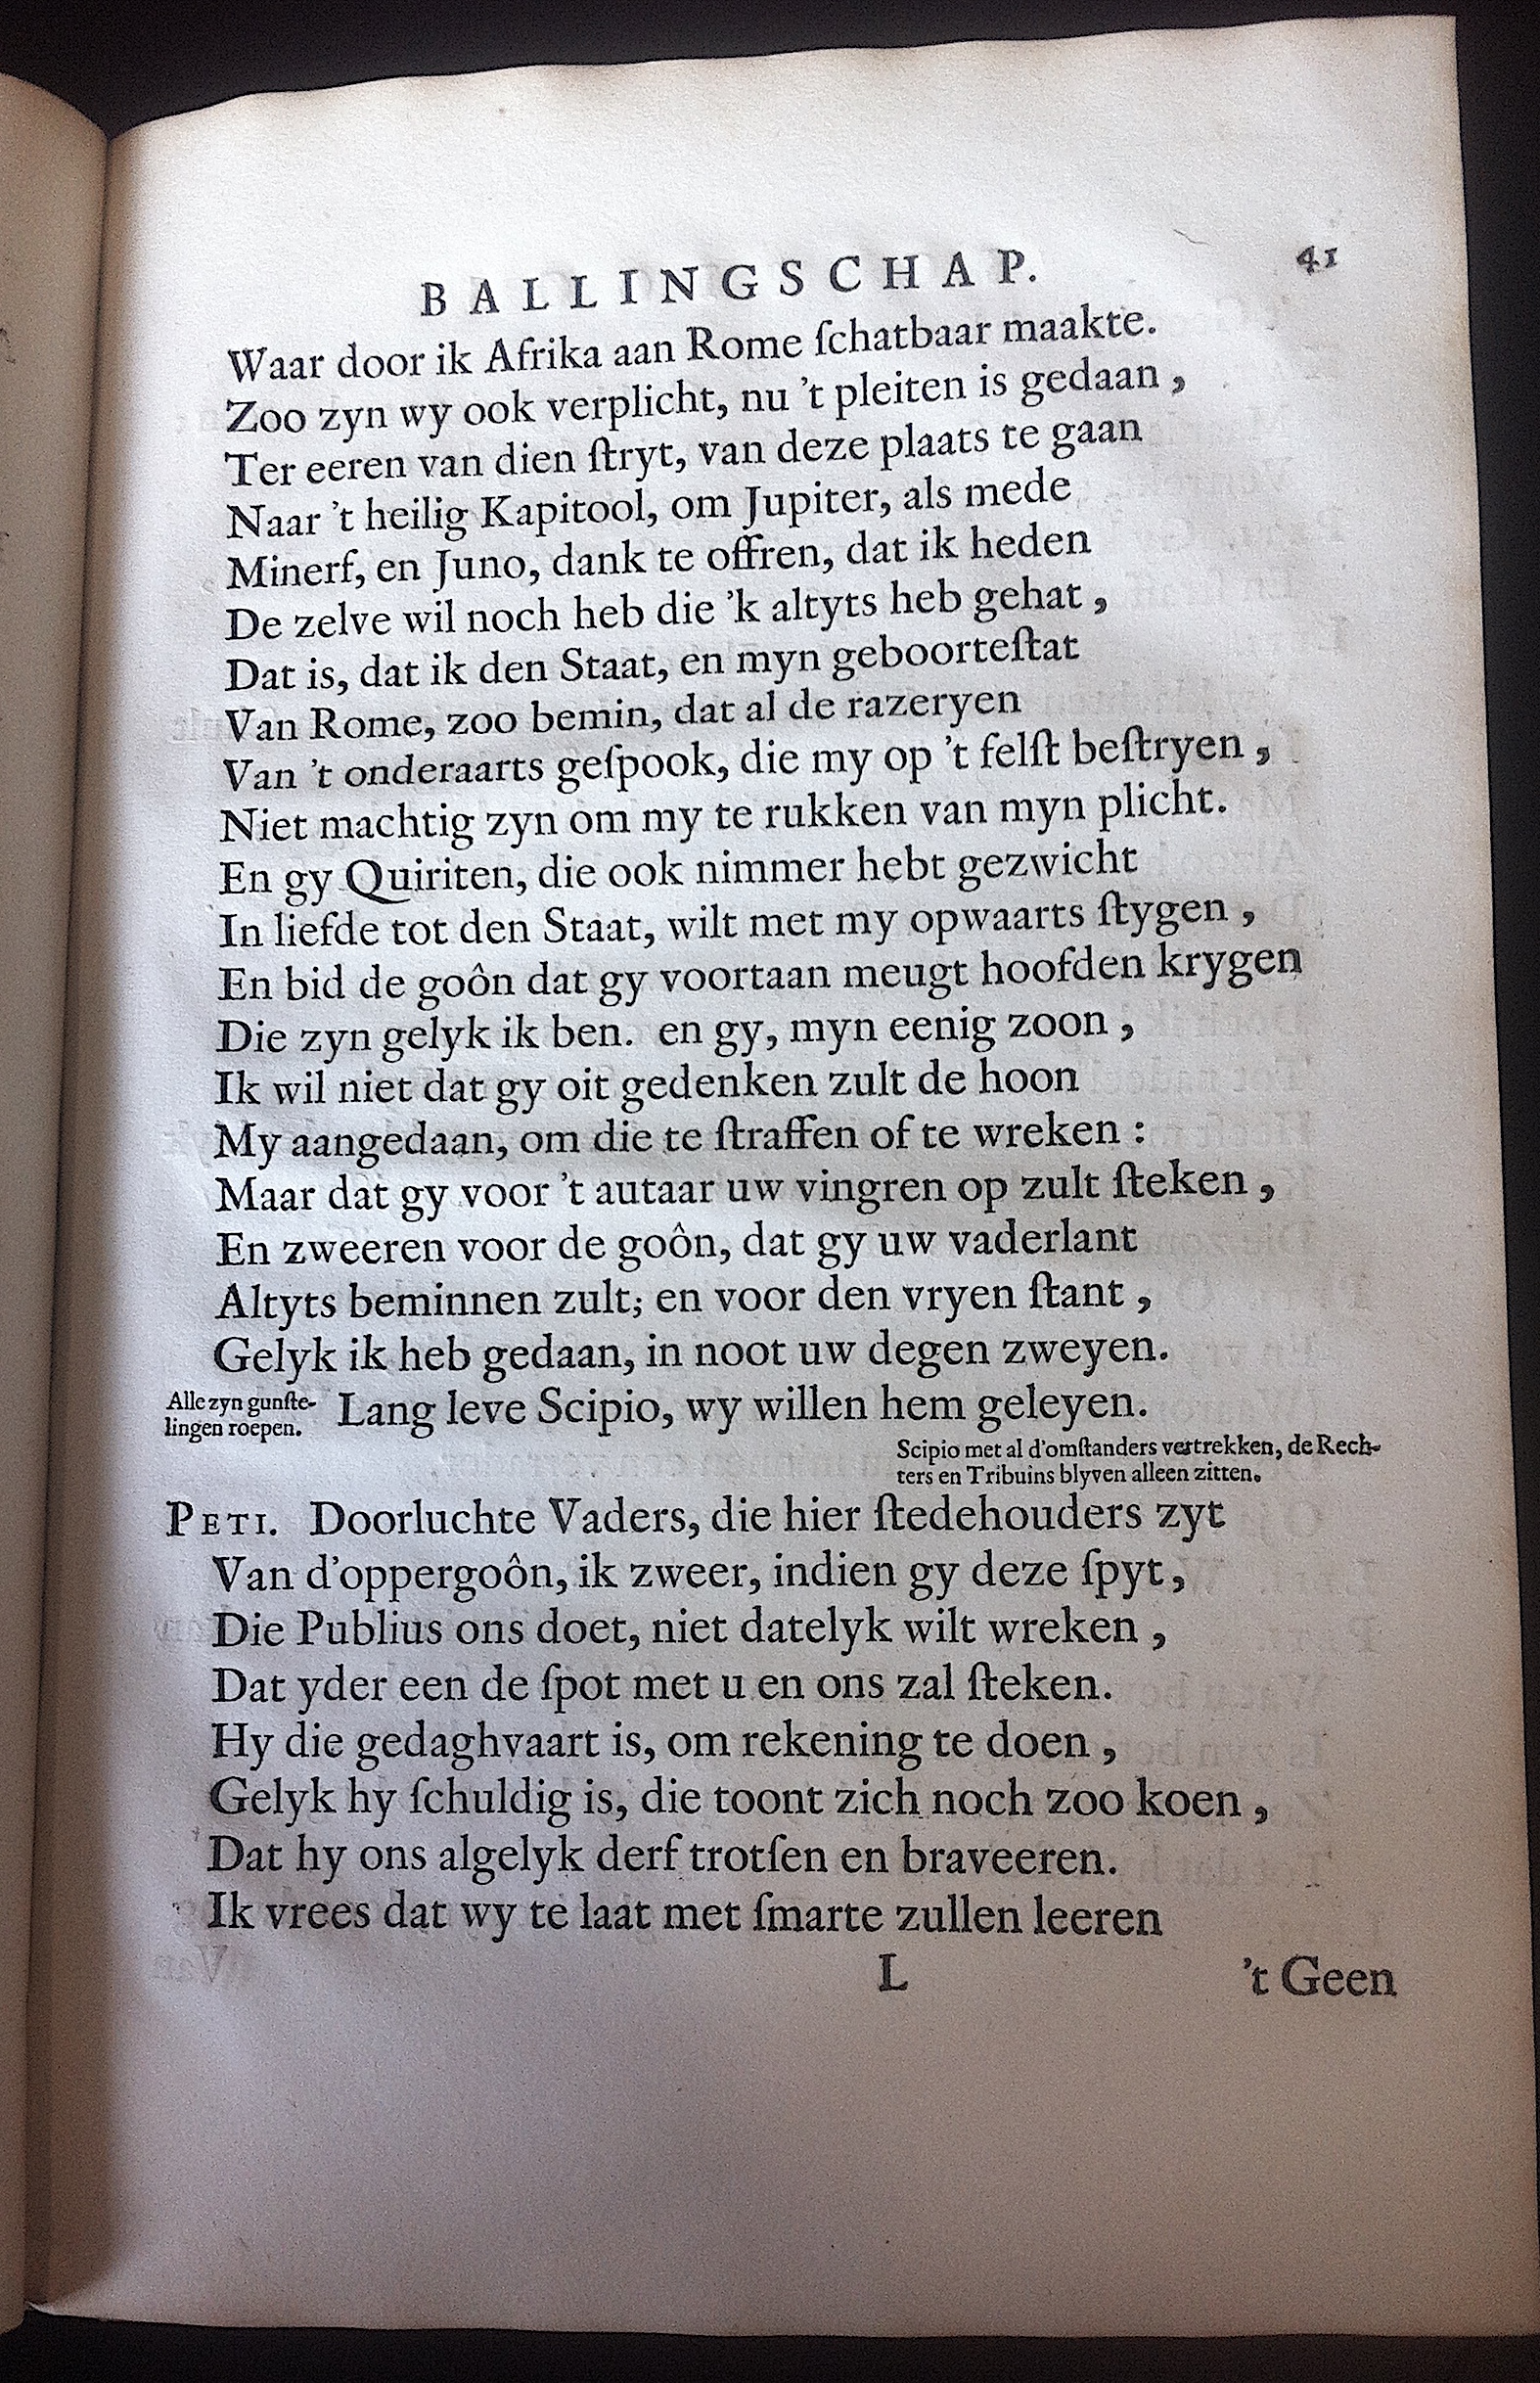 BALLINGSCHAP. 41
Waar door ik Afrika aan Rome ſchatbaar maakte.
Zoo zyn wy ook verplicht, nu 't pleiten is gedaan,
Ter eeren van dien ſtryt, van deze plaats te gaan
Naar 't heilig Kapitool, om Jupiter, als mede
Minerf, en Juno, dank te offren, dat ik heden
De zelve wil noch heb die 'k altyts heb gehat,
Dat is, dat ik den Staat, en myn geboorteſtat
Van Rome, zoo bemin, dat al de razeryen
Van 't onderaarts geſpook, die my op 't felſt beſtryen,
Niet machtig zyn om my te rukken van myn plicht.
En gy Quiriten, die ook nimmer hebt gezwicht
In liefde tot den Staat, wilt met my opwaarts ſtygen,
En bid de goôn dat gy voortaan meugt hoofden krygen
Die zyn gelyk ik ben. en gy, myn eenig zoon,
Ik wil niet dat gy oit gedenken zult de hoon
My aangedaan, om die te ſtraffen of te wreken:
Maar dat gy voor 't autaar uw vingren op zult ſteken,
En zweeren voor de goôn, dat gy uw vaderlant
Altyts beminnen zult; en voor den vryen ſtant,
Gelyk ik heb gedaan, in noot uw degen zweyen.
Alle zyn gunſte-
lingen roepen.
Lang leve Scipio, wy willen hem geleyen.
Scipio met al d'omſtanders vertrekken, de Rech-
ters en Tribuins blyven alleen zitten.
PETI. Doorluchte Vaders, die hier ſtedehouders zyt
Van d'oppergoôn, ik zweer, indien gy deze ſpyt,
Die Publius ons doet, niet datelyk wilt wreken,
Dat yder een de ſpot met u en ons zal ſteken.
Hy die gedaghvaart is, om rekening te doen,
Gelyk hy ſchuldig is, die toont zich noch zoo koen,
Dat hy ons algelyk derf trotſen en braveeren.
Ik vrees dat wy te laat met ſmarte zullen leeren
L 't Geen